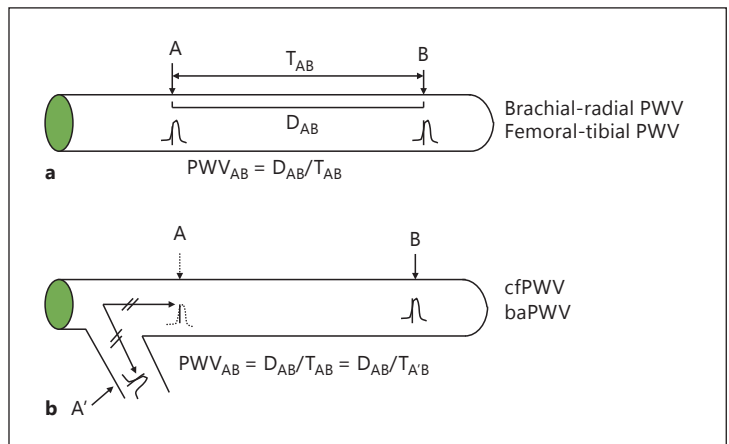 A
T_AB
B
D_AB
Brachial-radial PWV
Femoral-tibial PWV
a
PWV_AB = D_AB/T_AB
A
B
cfPWV
baPWV
PWV_AB = D_AB/T_AB = D_AB/T_A'B
b A'